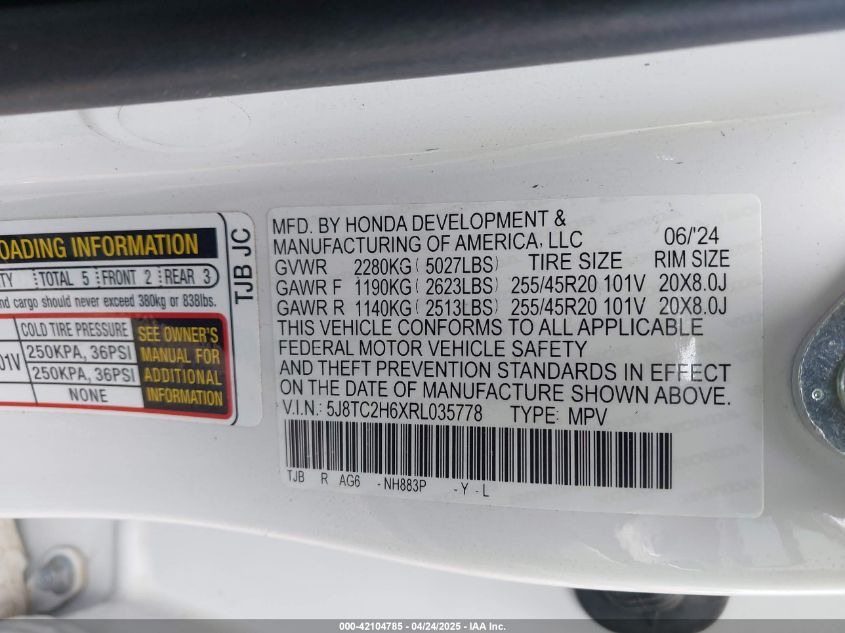 OADING INFORMATION
TY TOTAL 5 FRONT 2 REAR 3
nd cargo should never exceed 380kg or 838lbs.
COLD TIRE PRESSURE
01V 250KPA, 36PSI
250KPA, 36PSI
NONE
SEE OWNER'S
MANUAL FOR
ADDITIONAL
INFORMATION
TJB JC
MFD. BY HONDA DEVELOPMENT &
MANUFACTURING OF AMERICA, LLC 06/'24
GVWR 2280KG ( 5027LBS) TIRE SIZE RIM SIZE
GAWR F 1190KG ( 2623LBS) 255/45R20 101V 20X8.0J
GAWR R 1140KG ( 2513LBS) 255/45R20 101V 20X8.0J
THIS VEHICLE CONFORMS TO ALL APPLICABLE
FEDERAL MOTOR VEHICLE SAFETY
AND THEFT PREVENTION STANDARDS IN EFFECT
ON THE DATE OF MANUFACTURE SHOWN ABOVE.
V.I.N.: 5J8TC2H6XRL035778 TYPE: MPV
TJB R AG6 -NH883P -Y - L
000-42104785 - 04/24/2025 - IAA Inc.